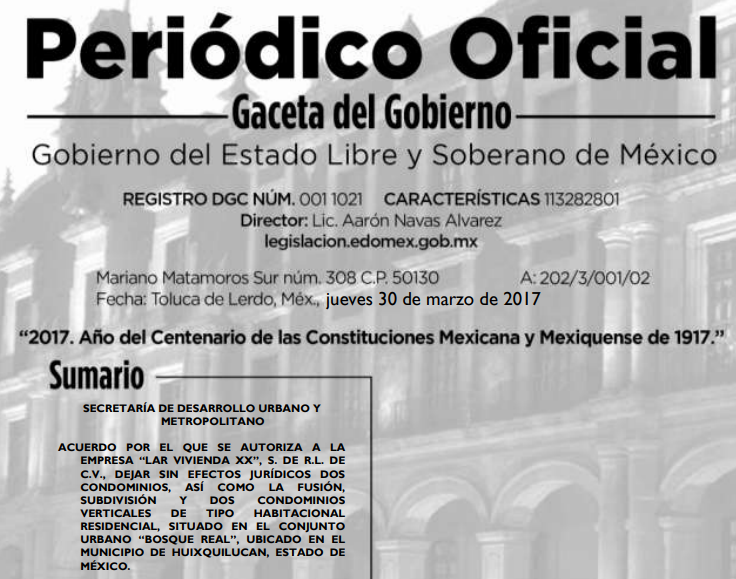 Periódico Oficial
Gaceta del Gobierno
Gobierno del Estado Libre y Soberano de México
REGISTRO DGC NÚM. 001 1021 CARACTERÍSTICAS 113282801
Director: Lic. Aarón Navas Alvarez
legislacion.edomex.gob.mx
Mariano Matamoros Sur núm. 308 C.P. 50130 A: 202/3/001/02
Fecha: Toluca de Lerdo, Méx., jueves 30 de marzo de 2017
“2017. Año del Centenario de las Constituciones Mexicana y Mexiquense de 1917.”
Sumario
SECRETARÍA DE DESARROLLO URBANO Y
METROPOLITANO
ACUERDO POR EL QUE SE AUTORIZA A LA
EMPRESA “LAR VIVIENDA XX”, S. DE R.L. DE
C.V., DEJAR SIN EFECTOS JURÍDICOS DOS
CONDOMINIOS, ASÍ COMO LA FUSIÓN,
SUBDIVISIÓN Y DOS CONDOMINIOS
VERTICALES DE TIPO HABITACIONAL
RESIDENCIAL, SITUADO EN EL CONJUNTO
URBANO “BOSQUE REAL”, UBICADO EN EL
MUNICIPIO DE HUIXQUILUCAN, ESTADO DE
MÉXICO.